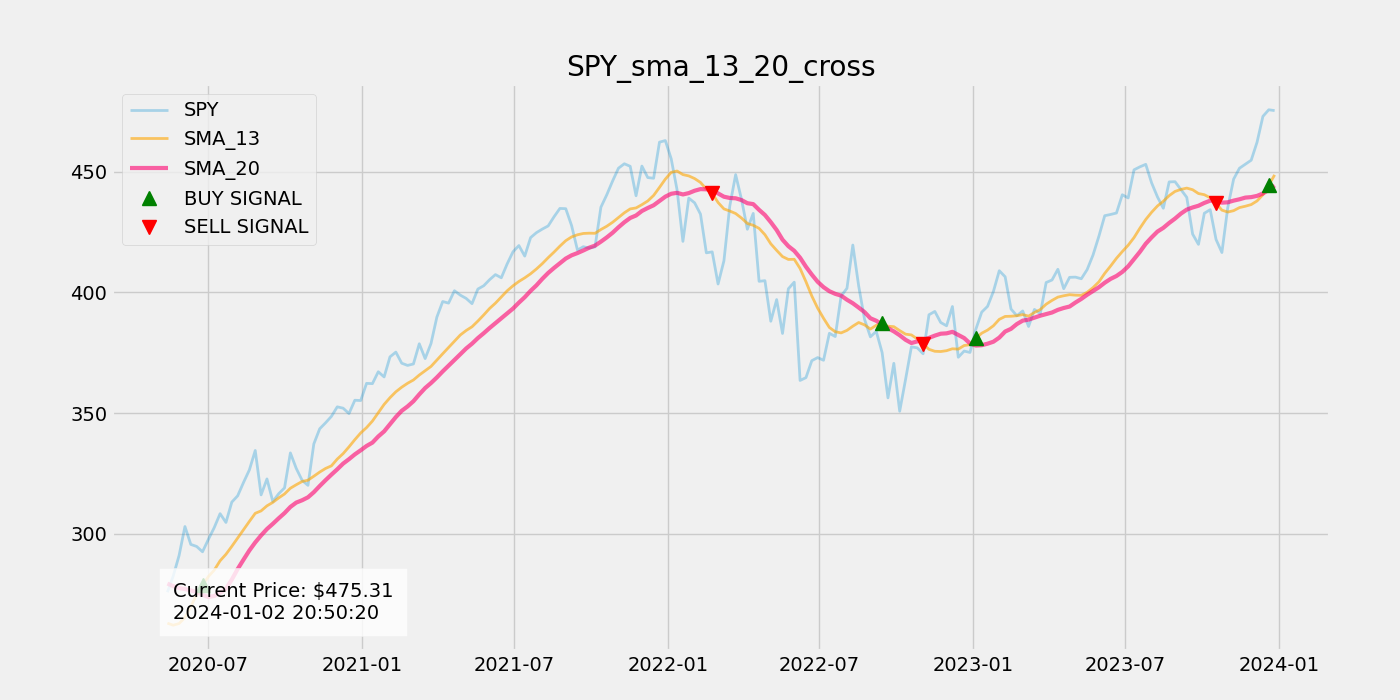 SPY_sma_13_20_cross
SPY
SMA_13
SMA_20
BUY SIGNAL
SELL SIGNAL
450
400
350
300
Current Price: $475.31
2024-01-02 20:50:20
2020-07
2021-01
2021-07
2022-01
2022-07
2023-01
2023-07
2024-01